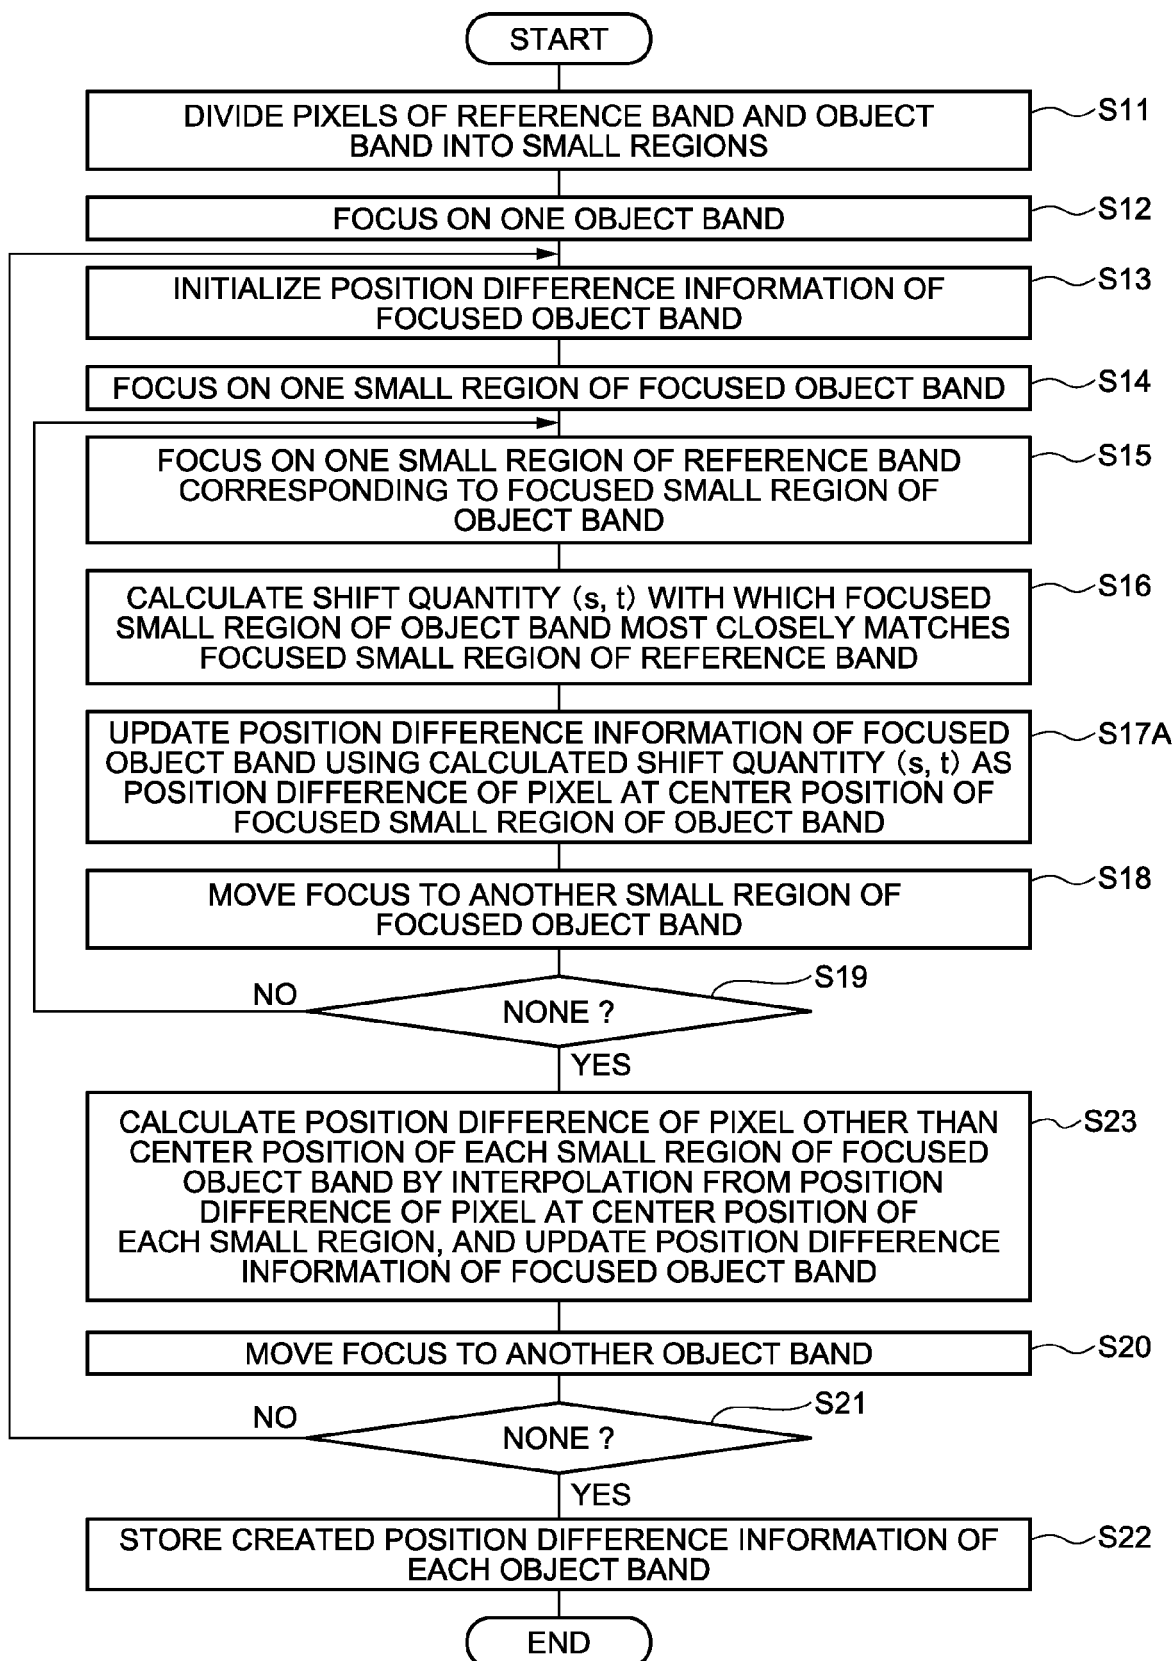 START
DIVIDE PIXELS OF REFERENCE BAND AND OBJECT
BAND INTO SMALL REGIONS
S11
FOCUS ON ONE OBJECT BAND
S12
INITIALIZE POSITION DIFFERENCE INFORMATION OF
FOCUSED OBJECT BAND
S13
FOCUS ON ONE SMALL REGION OF FOCUSED OBJECT BAND
S14
FOCUS ON ONE SMALL REGION OF REFERENCE BAND
CORRESPONDING TO FOCUSED SMALL REGION OF
OBJECT BAND
S15
CALCULATE SHIFT QUANTITY (s, t) WITH WHICH FOCUSED
SMALL REGION OF OBJECT BAND MOST CLOSELY MATCHES
FOCUSED SMALL REGION OF REFERENCE BAND
S16
UPDATE POSITION DIFFERENCE INFORMATION OF FOCUSED
OBJECT BAND USING CALCULATED SHIFT QUANTITY (s, t) AS
POSITION DIFFERENCE OF PIXEL AT CENTER POSITION OF
FOCUSED SMALL REGION OF OBJECT BAND
S17A
MOVE FOCUS TO ANOTHER SMALL REGION OF
FOCUSED OBJECT BAND
S18
NO
NONE ?
S19
YES
CALCULATE POSITION DIFFERENCE OF PIXEL OTHER THAN
CENTER POSITION OF EACH SMALL REGION OF FOCUSED
OBJECT BAND BY INTERPOLATION FROM POSITION
DIFFERENCE OF PIXEL AT CENTER POSITION OF
EACH SMALL REGION, AND UPDATE POSITION DIFFERENCE
INFORMATION OF FOCUSED OBJECT BAND
S23
MOVE FOCUS TO ANOTHER OBJECT BAND
S20
NO
NONE ?
S21
YES
STORE CREATED POSITION DIFFERENCE INFORMATION OF
EACH OBJECT BAND
S22
END